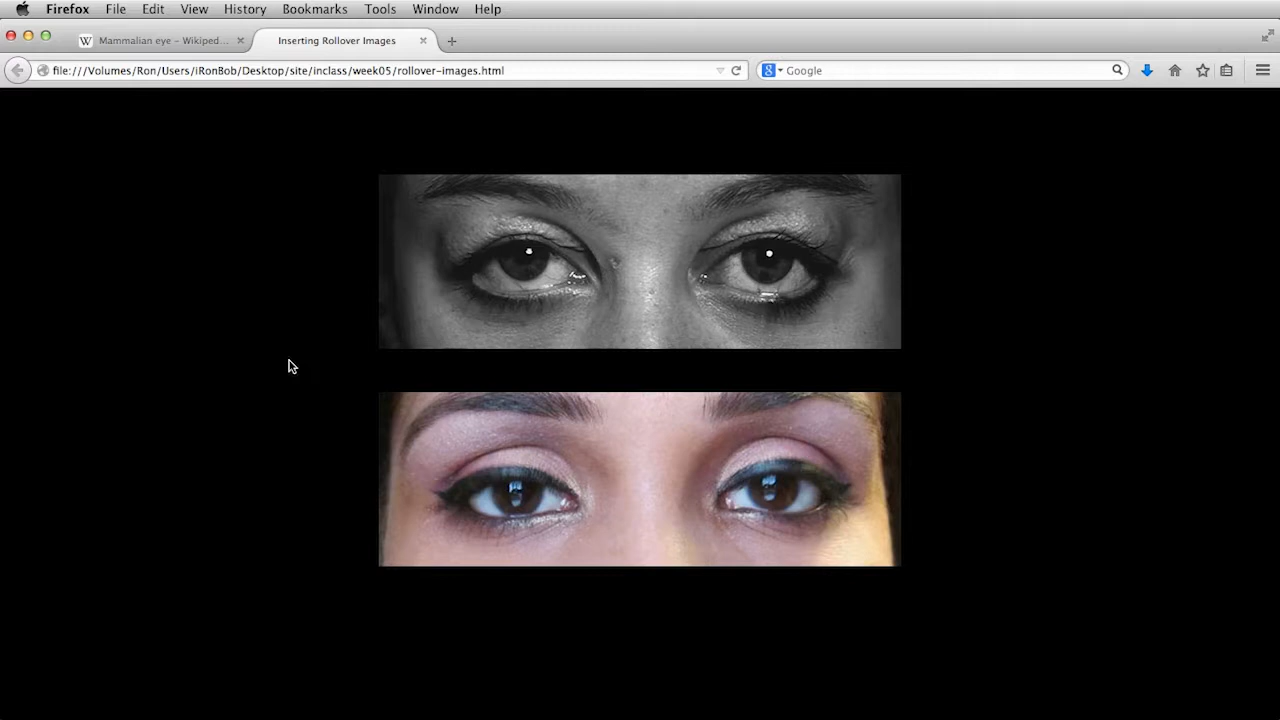 Firefox File Edit View History Bookmarks Tools Window Help
W Mammalian eye – Wikiped... Inserting Rollover Images
file:///Volumes/Ron/Users/iRonBob/Desktop/site/inclass/week05/rollover-images.html Google